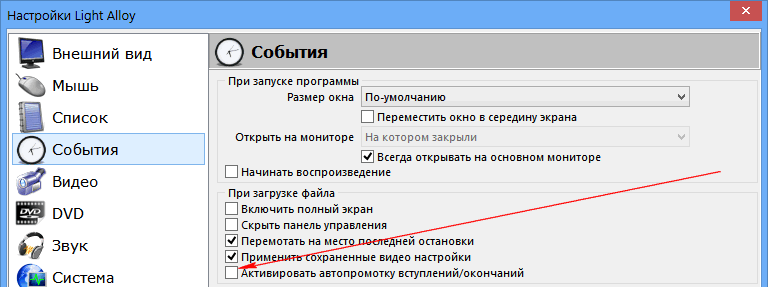 Настройки Light Alloy
Внешний вид
Мышь
Список
События
Видео
DVD
DVD
Звук
Система
События
При запуске программы
Размер окна По-умолчанию
Переместить окно в середину экрана
Открыть на мониторе На котором закрыли
Всегда открывать на основном мониторе
Начинать воспроизведение
При загрузке файла
Включить полный экран
Скрыть панель управления
Перемотать на место последней остановки
Применить сохраненные видео настройки
Активировать автопромотку вступлений/окончаний